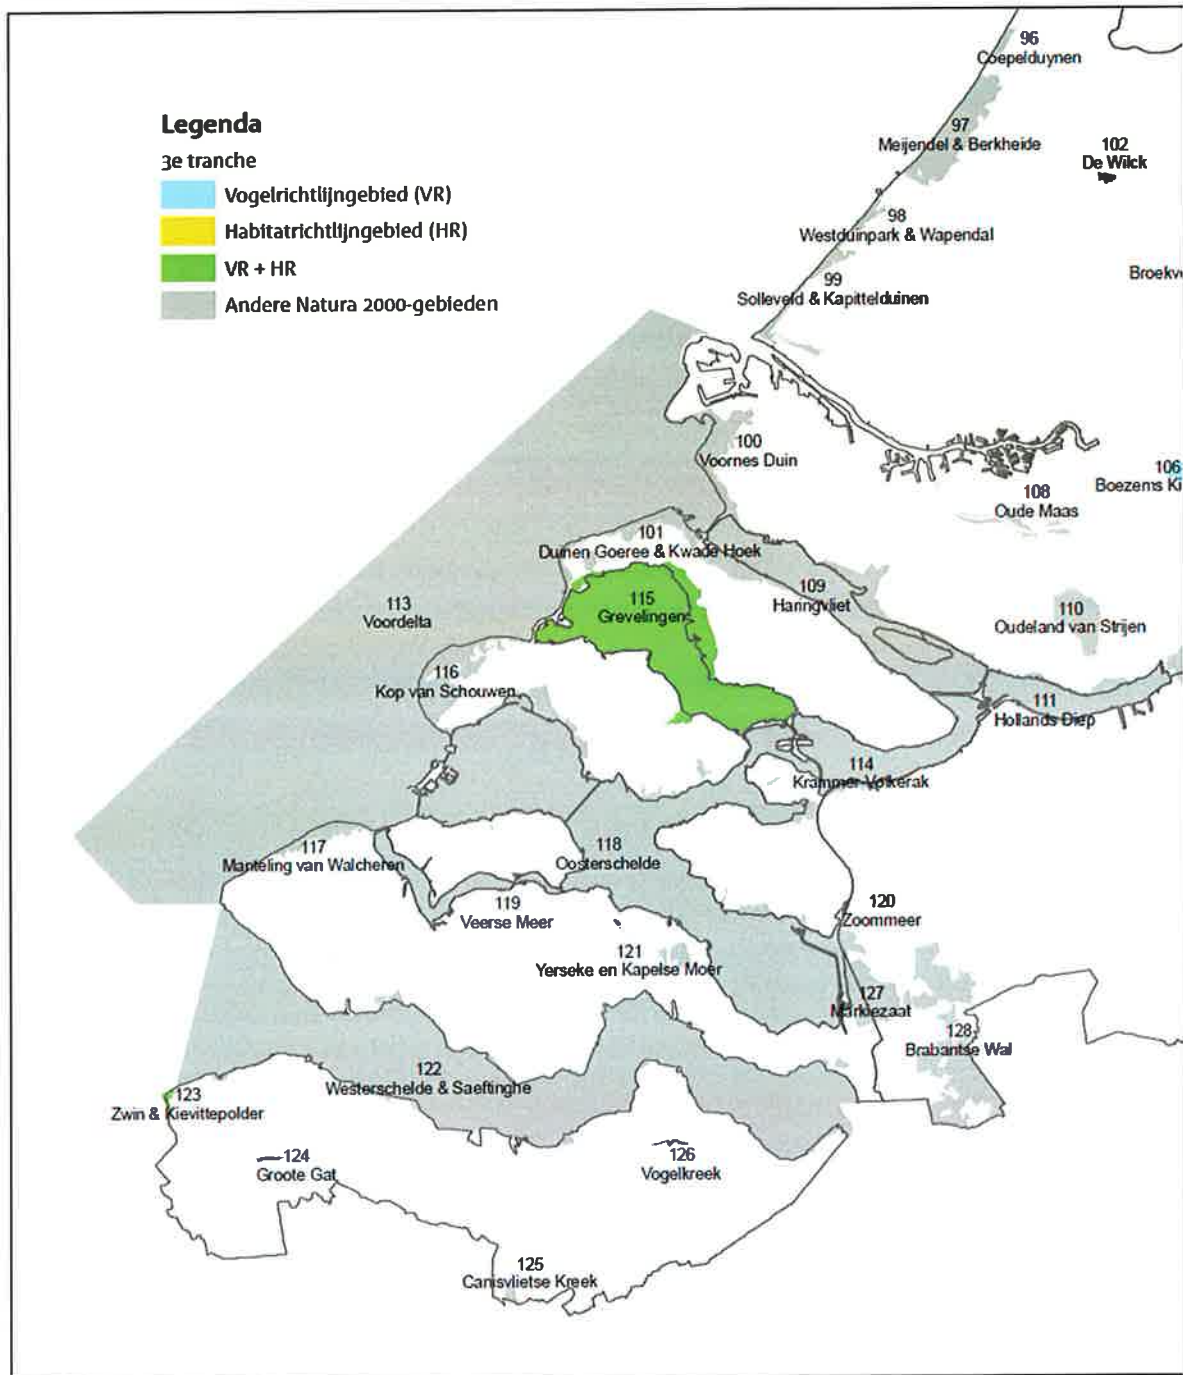 96
Coepelduynen
Legenda
3e tranche
Vogelrichtlijngebied (VR)
Habitatrichtlijngebied (HR)
VR + HR
Andere Natura 2000-gebieden
97
Meijendel & Berkheide
102
De Wilck
98
Westduinpark & Wapendal
99
Solleveld & Kapittelduinen
Broekv
100
Voornes Duin
106
Boezems Ki
108
Oude Maas
101
Duinen Goeree & Kwade Hoek
109
Haringvliet
110
Oudeland van Strijen
115
Grevelingen
113
Voordelta
116
Kop van Schouwen
111
Hollands Diep
114
Krammer-Volkerak
117
Manteling van Walcheren
118
Oosterschelde
119
Veerse Meer
120
Zoommeer
121
Yerseke en Kapelse Moer
127
Markiezaat
128
Brabantse Wal
122
Westerschelde & Saeftinghe
123
Zwin & Kievittepolder
124
Groote Gat
126
Vogelkreek
125
Canisvlietse Kreek